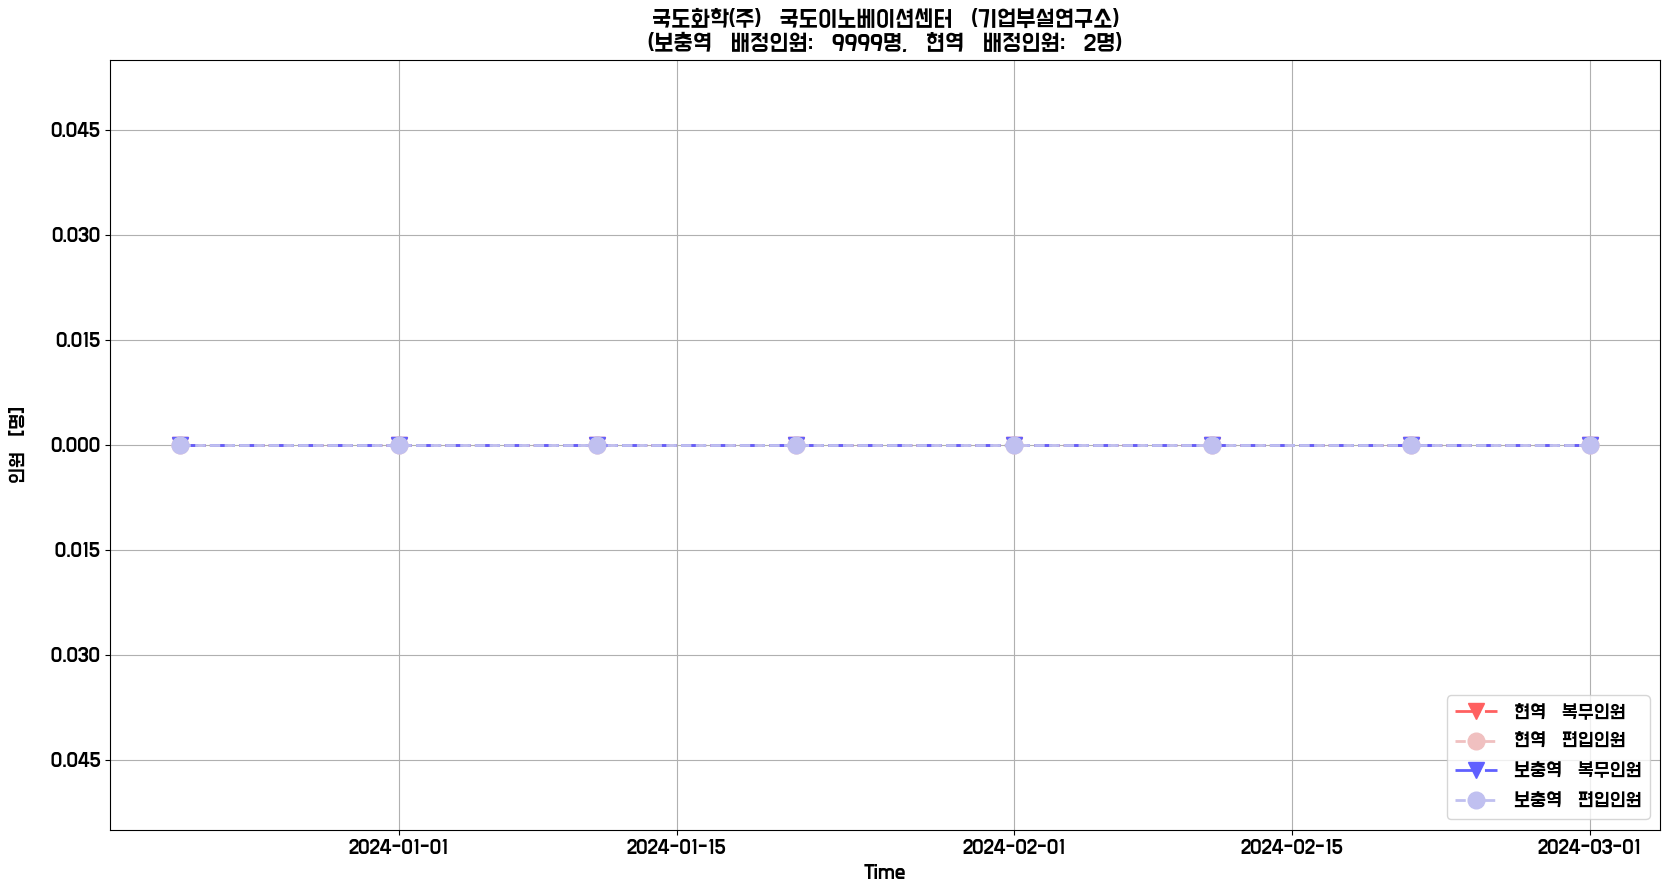 국도화학(주) 국도이노베이션센터 (기업부설연구소)
(보충역 배정인원: 9999명, 현역 배정인원: 2명)
0.045
0.030
0.015
0.000
0.015
0.030
0.045
인원 [명]
현역 복무인원
현역 편입인원
보충역 복무인원
보충역 편입인원
2024-01-01
2024-01-15
2024-02-01
2024-02-15
2024-03-01
Time